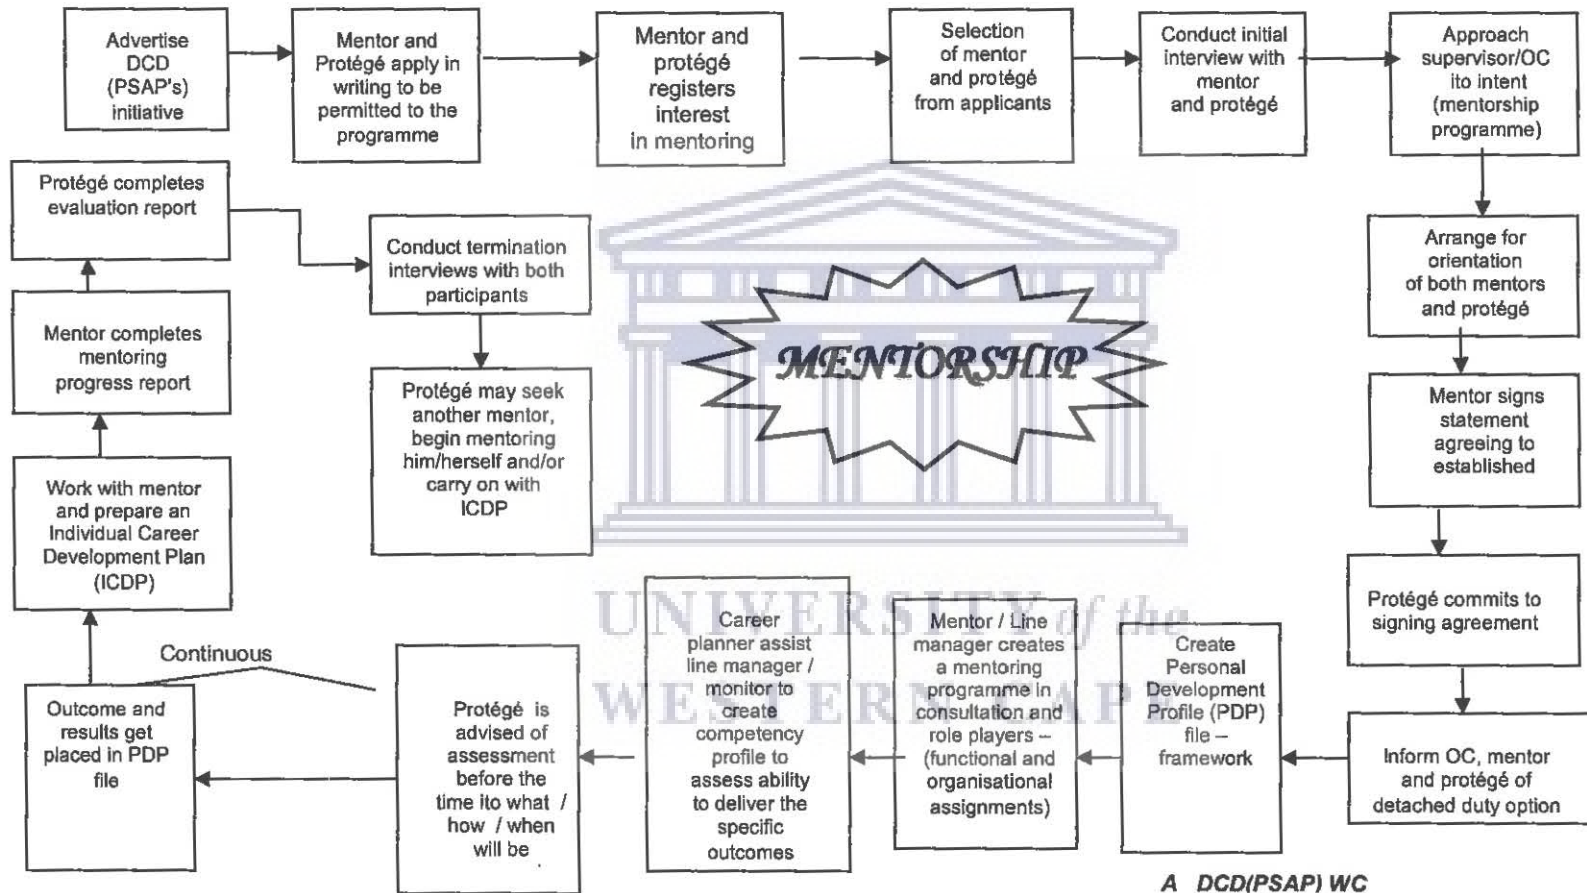 Advertise
DCD
(PSAP's)
initiative
Mentor and
Protégé apply in
writing to be
permitted to the
programme
Mentor and
protégé
registers
interest
in mentoring
Selection
of mentor
and protégé
from applicants
Conduct initial
interview with
mentor
and protégé
Approach
supervisor/OC
ito intent
(mentorship
programme)
Arrange for
orientation
of both mentors
and protégé
Mentor signs
statement
agreeing to
established
Protégé commits to
signing agreement
Inform OC, mentor
and protégé of
detached duty option
Create
Personal
Development
Profile (PDP)
file –
framework
Mentor / Line
manager creates
a mentoring
programme in
consultation and
role players –
(functional and
organisational
assignments)
Career
planner assist
line manager /
monitor to
create
competency
profile to
assess ability
to deliver the
specific
outcomes
Protégé is
advised of
assessment
before the
time ito what /
how / when
will be
Continuous
Outcome and
results get
placed in PDP
file
Work with mentor
and prepare an
Individual Career
Development Plan
(ICDP)
Mentor completes
mentoring
progress report
Protégé completes
evaluation report
Conduct termination
interviews with both
participants
Protégé may seek
another mentor,
begin mentoring
him/herself and/or
carry on with
ICDP
MENTORSHIP
UNIVERSITY of the
WESTERN CAPE
A DCD(PSAP) WC